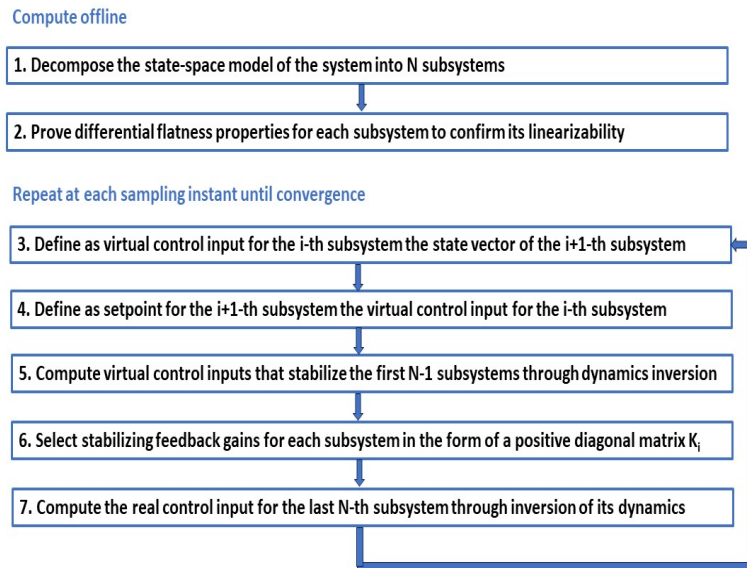 Compute offline
1. Decompose the state-space model of the system into N subsystems
2. Prove differential flatness properties for each subsystem to confirm its linearizability
Repeat at each sampling instant until convergence
3. Define as virtual control input for the i-th subsystem the state vector of the i+1-th subsystem
4. Define as setpoint for the i+1-th subsystem the virtual control input for the i-th subsystem
5. Compute virtual control inputs that stabilize the first N-1 subsystems through dynamics inversion
6. Select stabilizing feedback gains for each subsystem in the form of a positive diagonal matrix Kᵢ
7. Compute the real control input for the last N-th subsystem through inversion of its dynamics